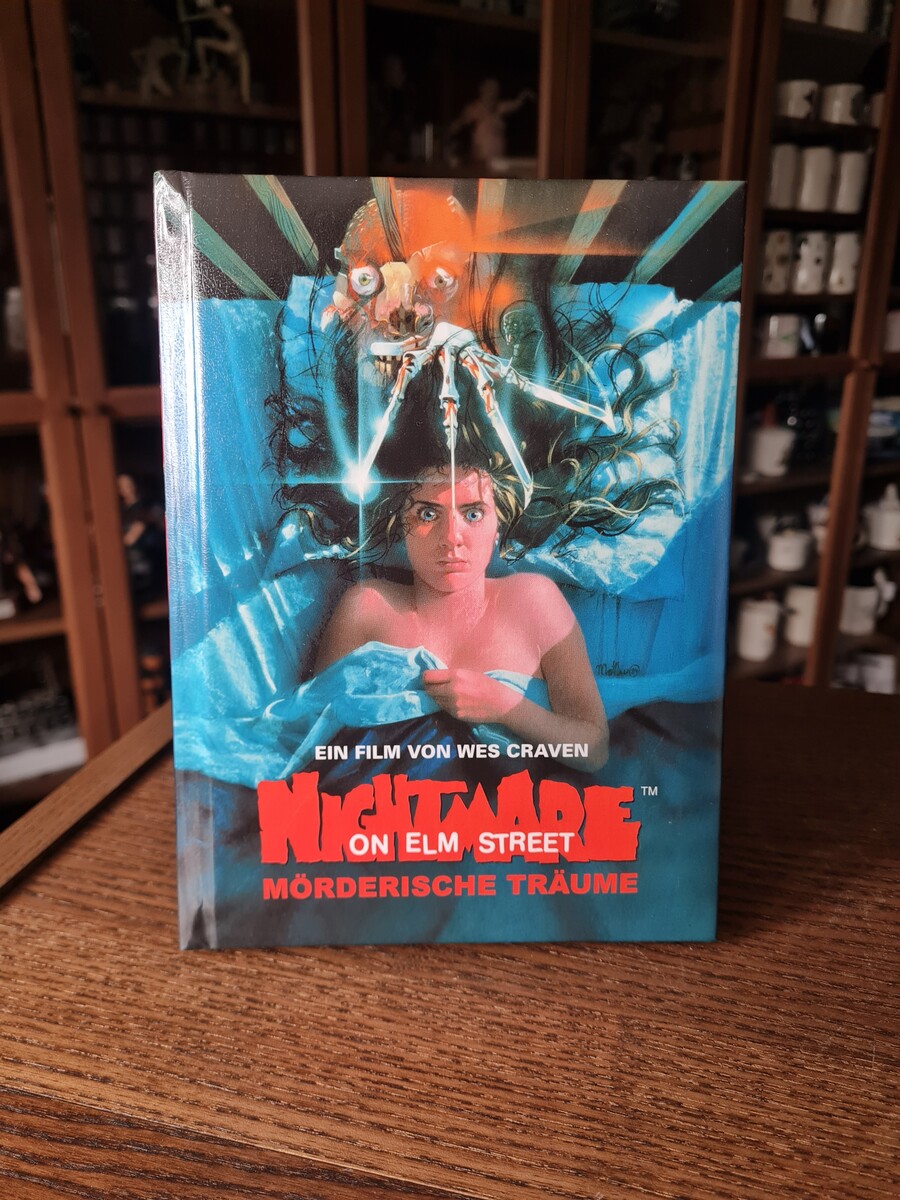 EIN FILM VON WES CRAVEN
NIGHTMARE™
ON ELM STREET
MÖRDERISCHE TRÄUME